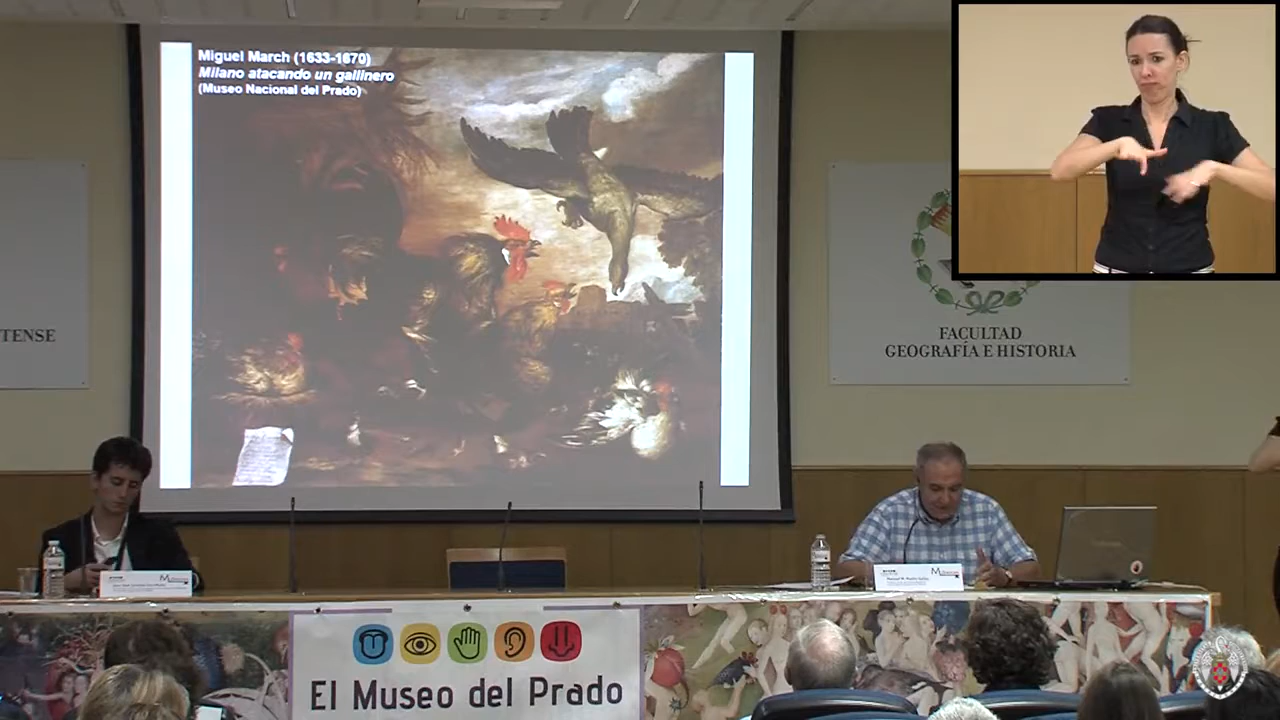 Miguel March (1633-1670)
Milano atacando un gallinero
(Museo Nacional del Prado)
TENSE
FACULTAD
GEOGRAFÍA E HISTORIA
El Museo del Prado